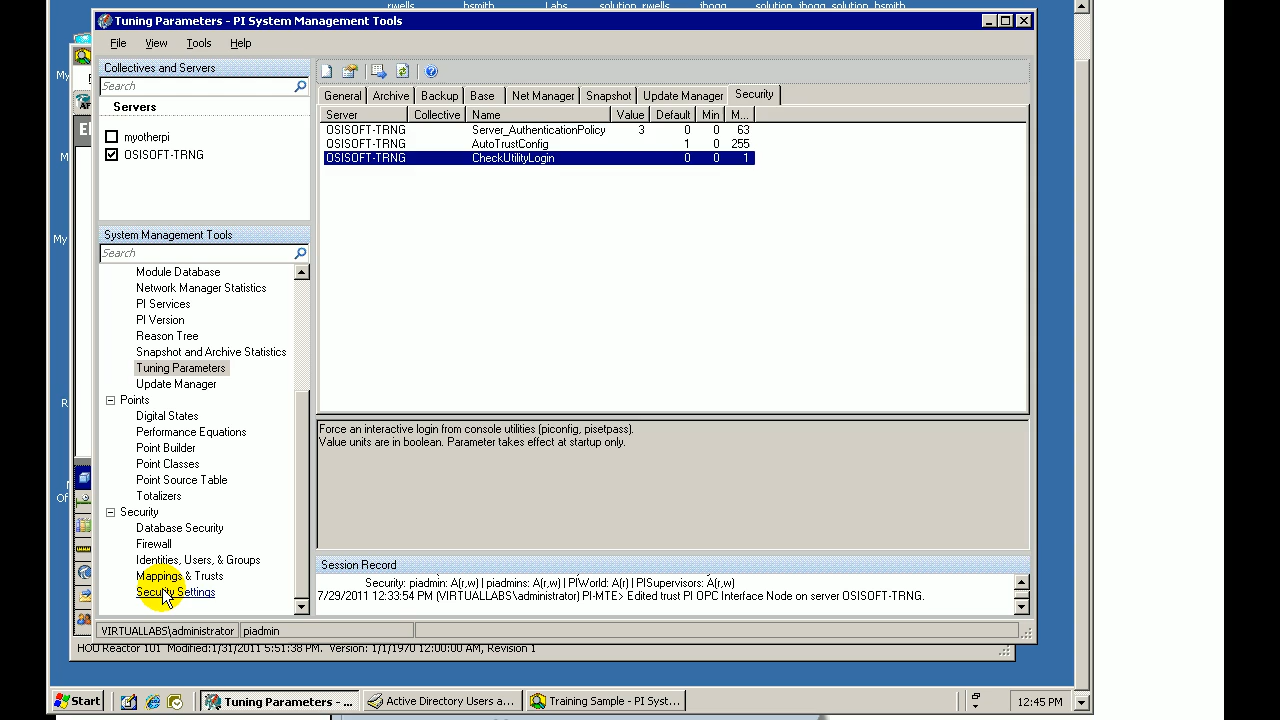 rwells bsmith Labs solution_rwells jbogg solution_jbogg solution_bsmith
Tuning Parameters - PI System Management Tools
File View Tools Help
Collectives and Servers
Search
Servers
myotherpi
OSISOFT-TRNG
General Archive Backup Base Net Manager Snapshot Update Manager Security
Server Collective Name Value Default Min M...
OSISOFT-TRNG Server_AuthenticationPolicy 3 0 0 63
OSISOFT-TRNG AutoTrustConfig 1 0 255
OSISOFT-TRNG CheckUtilityLogin 0 0 1
System Management Tools
Search
Module Database
Network Manager Statistics
PI Services
PI Version
Reason Tree
Snapshot and Archive Statistics
Tuning Parameters
Update Manager
Points
Digital States
Performance Equations
Point Builder
Point Classes
Point Source Table
Totalizers
Security
Database Security
Firewall
Identities, Users, & Groups
Mappings & Trusts
Security Settings
Force an interactive login from console utilities (piconfig, pisetpass).
Value units are in boolean. Parameter takes effect at startup only.
Session Record
Security: piadmin: A(r,w) | piadmins: A(r,w) | PIWorld: A(r) | PISupervisors: A(r,w)
7/29/2011 12:33:54 PM (VIRTUALLABS\administrator) PI-MTE> Edited trust PI OPC Interface Node on server OSISOFT-TRNG.
VIRTUALLABS\administrator piadmin
HOU Reactor 101 Modified:1/31/2011 5:51:38 PM, Version: 1/1/1970 12:00:00 AM, Revision 1
Start Tuning Parameters - ... Active Directory Users a... Training Sample - PI Syst... 12:45 PM